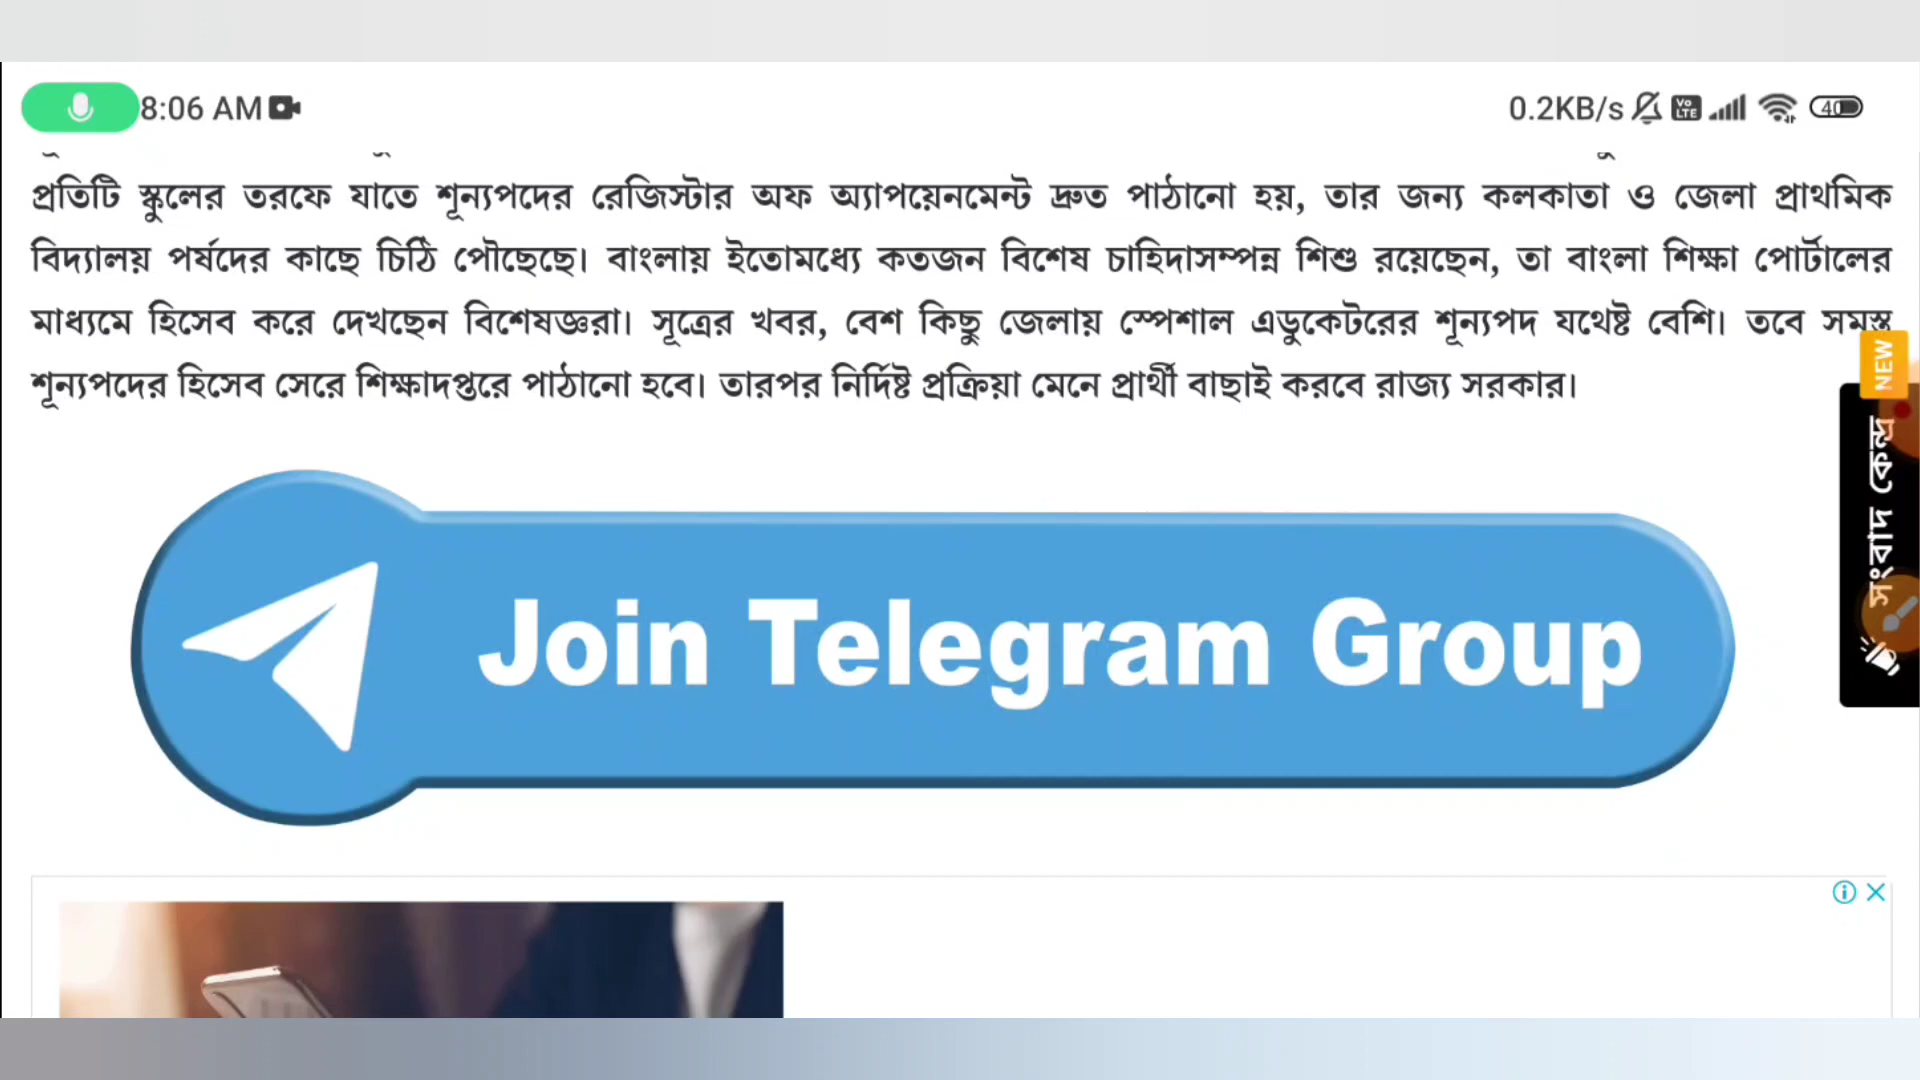 8:06 AM
0.2KB/s
Vo LTE
40
প্রতিটি স্কুলের তরফে যাতে শূন্যপদের রেজিস্টার অফ অ্যাপয়েনমেন্ট দ্রুত পাঠানো হয়, তার জন্য কলকাতা ও জেলা প্রাথমিক
বিদ্যালয় পর্ষদের কাছে চিঠি পৌছেছে। বাংলায় ইতোমধ্যে কতজন বিশেষ চাহিদাসম্পন্ন শিশু রয়েছেন, তা বাংলা শিক্ষা পোর্টালের
মাধ্যমে হিসেব করে দেখছেন বিশেষজ্ঞরা। সূত্রের খবর, বেশ কিছু জেলায় স্পেশাল এডুকেটরের শূন্যপদ যথেষ্ট বেশি। তবে সমস্ত
শূন্যপদের হিসেব সেরে শিক্ষাদপ্তরে পাঠানো হবে। তারপর নির্দিষ্ট প্রক্রিয়া মেনে প্রার্থী বাছাই করবে রাজ্য সরকার।
NEW
সংবাদ কেন্দ্র
Join Telegram Group